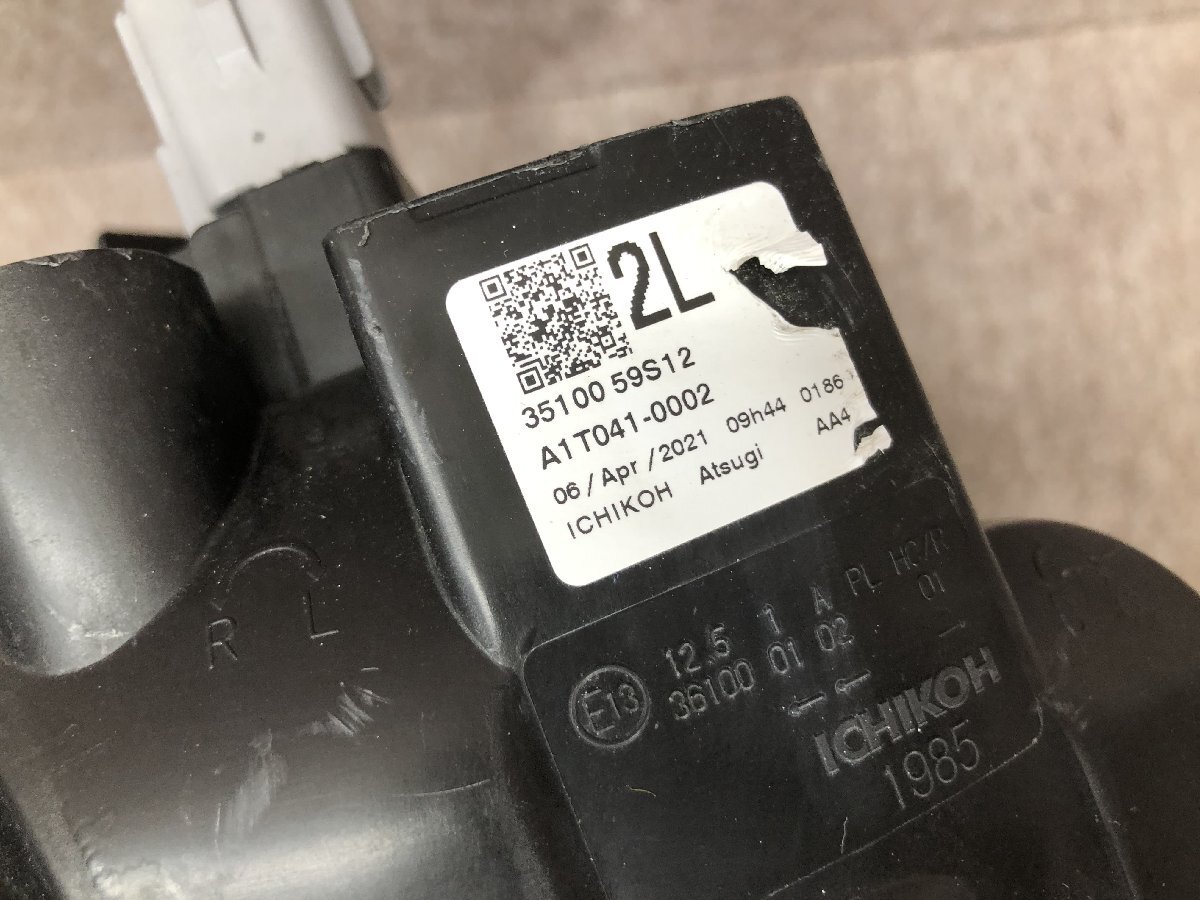 2L
35100 59S12
A1T041-0002
06/Apr/2021 09h44 0186
ICHIKOH Atsugi AA4
R L
E13
12.5 1 A PL HC/R
36100 01 02 01
ICHIKOH
1985